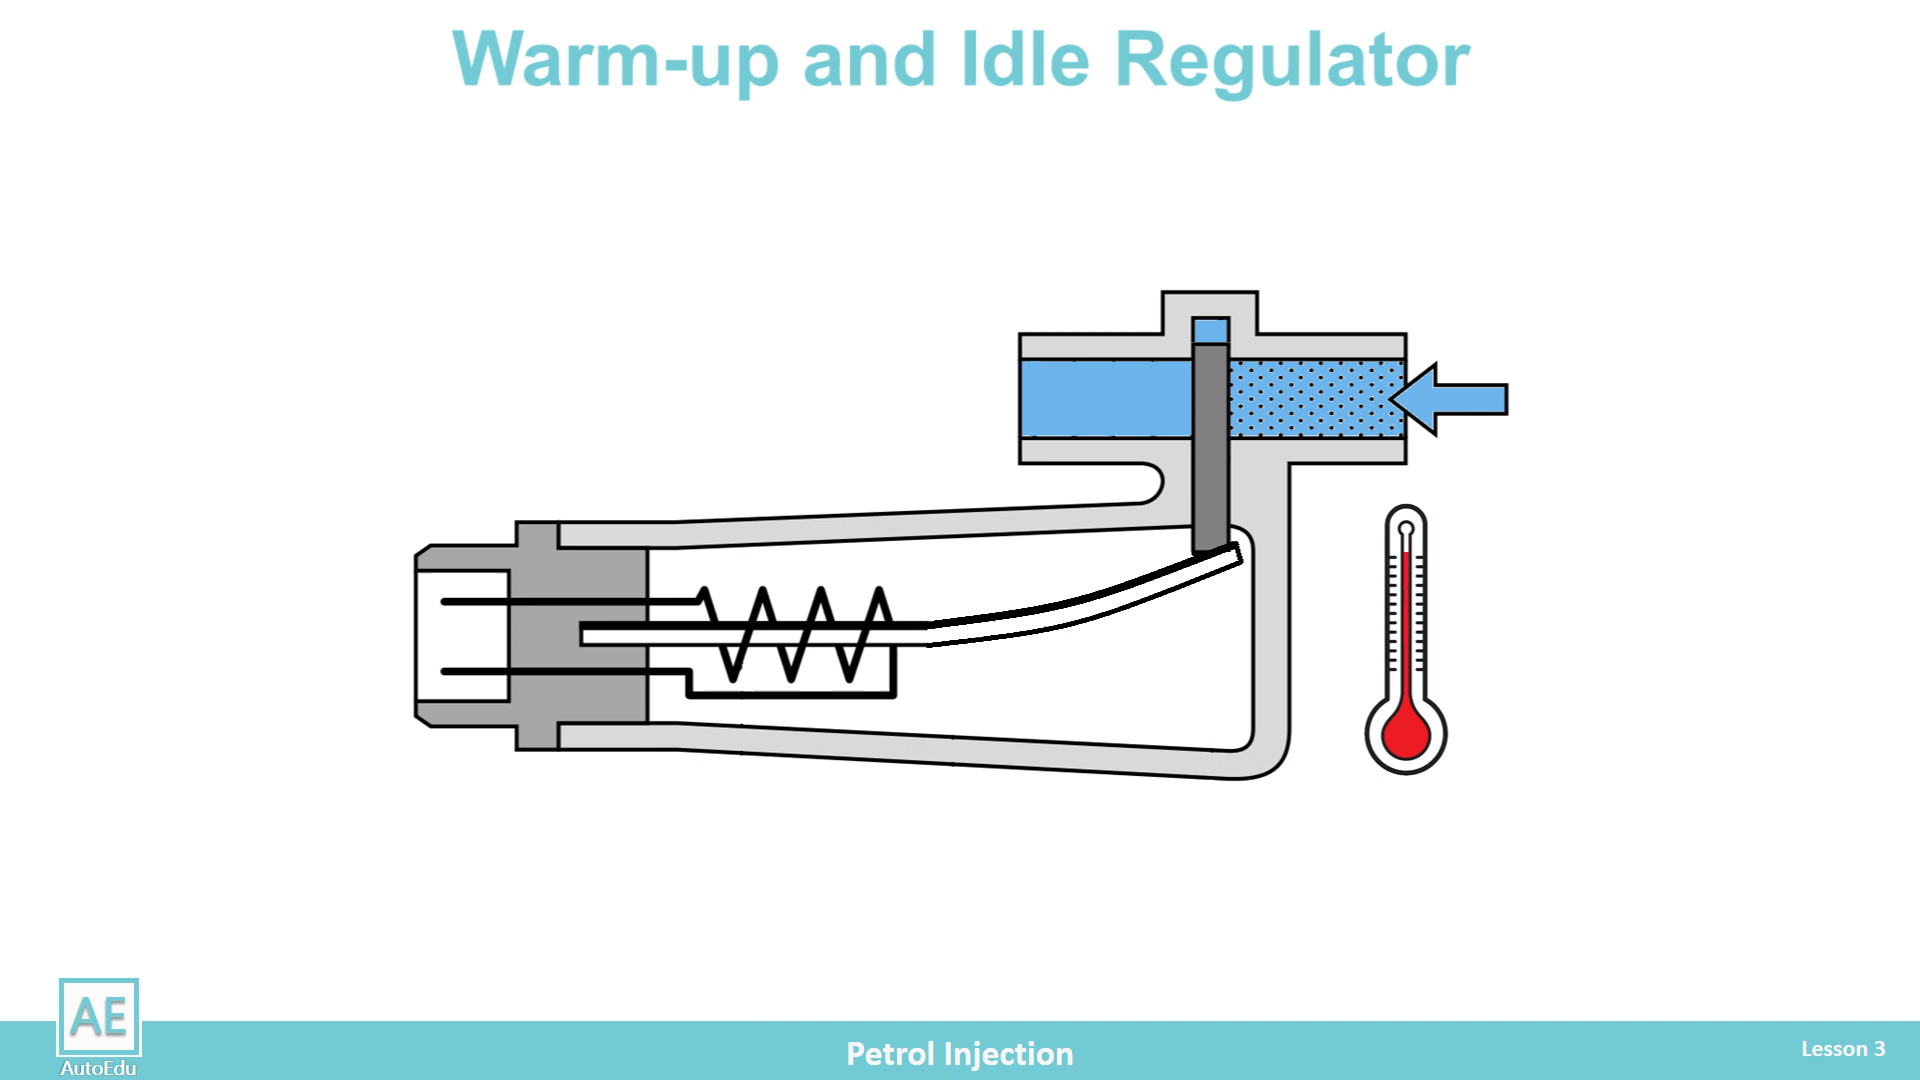 Warm-up and Idle Regulator
AE
AutoEdu
Petrol Injection
Lesson 3